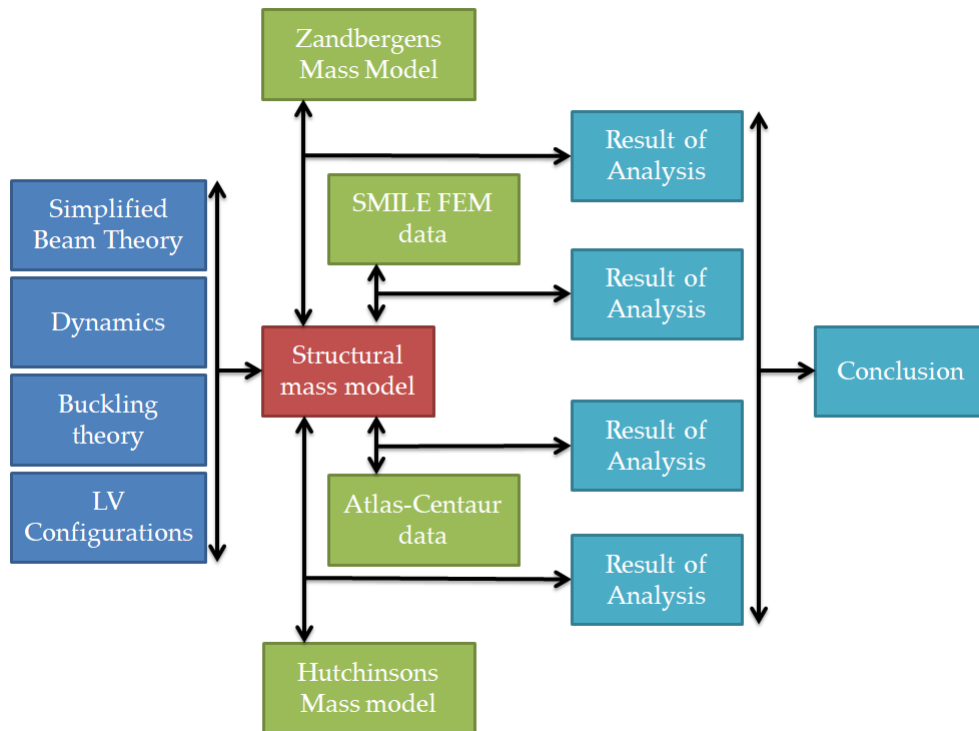 Zandbergens
Mass Model
Simplified
Beam Theory
Dynamics
Buckling
theory
LV
Configurations
SMILE FEM
data
Structural
mass model
Atlas-Centaur
data
Hutchinsons
Mass model
Result of
Analysis
Result of
Analysis
Result of
Analysis
Result of
Analysis
Conclusion